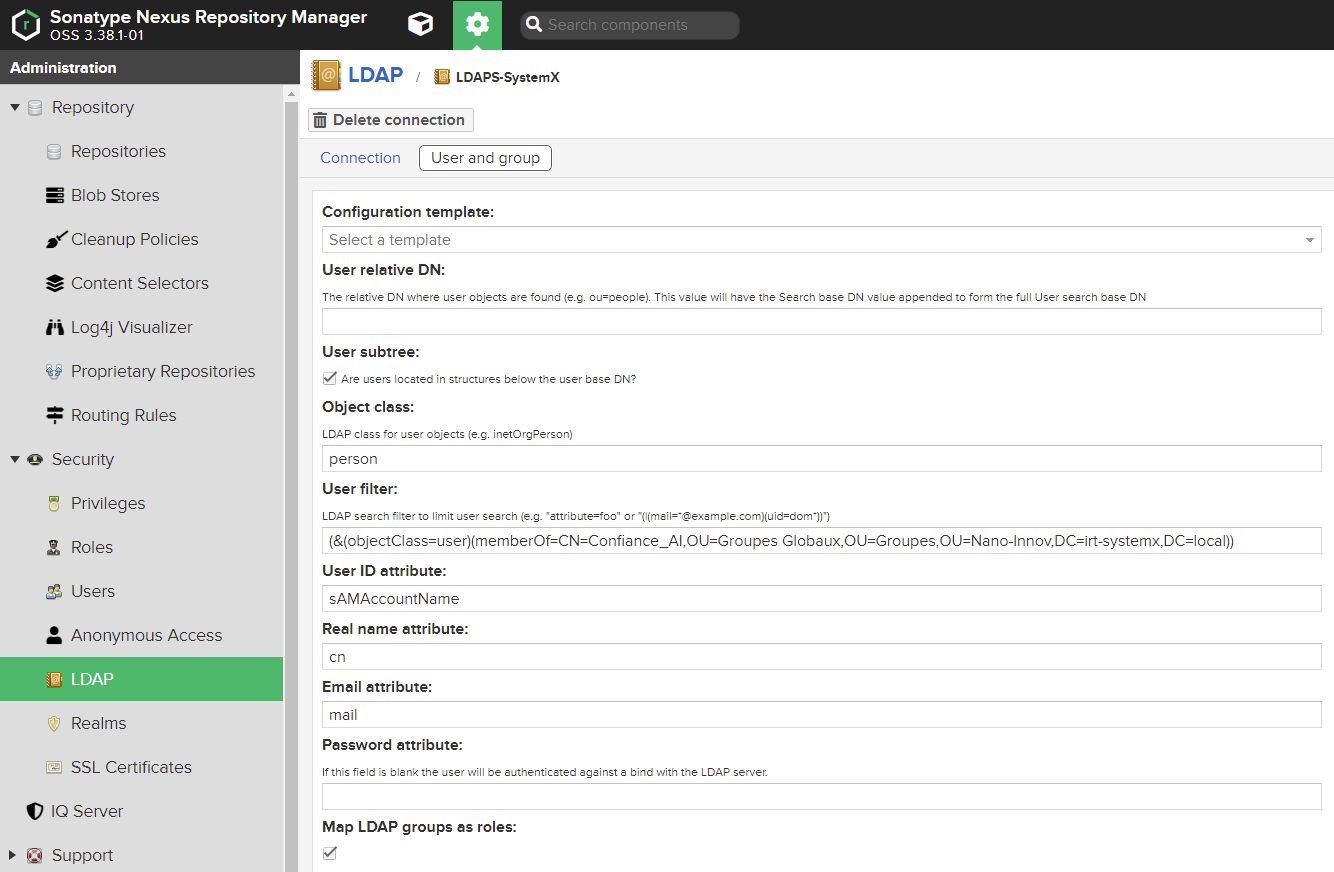 Sonatype Nexus Repository Manager
OSS 3.38.1-01
Search components
Administration
LDAP / LDAPS-SystemX
Repository
Delete connection
Repositories
Connection User and group
Blob Stores
Cleanup Policies
Content Selectors
Log4j Visualizer
Proprietary Repositories
Routing Rules
Security
Privileges
Roles
Users
Anonymous Access
LDAP
Realms
SSL Certificates
IQ Server
Support
Configuration template:
Select a template
User relative DN:
The relative DN where user objects are found (e.g. ou=people). This value will have the Search base DN value appended to form the full User search base DN
User subtree:
Are users located in structures below the user base DN?
Object class:
LDAP class for user objects (e.g. inetOrgPerson)
person
User filter:
LDAP search filter to limit user search (e.g. "attribute=foo" or "(|(mail=*@example.com)(uid=dom*))")
(&(objectClass=user)(memberOf=CN=Confiance_AI,OU=Groupes Globaux,OU=Groupes,OU=Nano-Innov,DC=irt-systemx,DC=local))
User ID attribute:
sAMAccountName
Real name attribute:
cn
Email attribute:
mail
Password attribute:
If this field is blank the user will be authenticated against a bind with the LDAP server.
Map LDAP groups as roles: